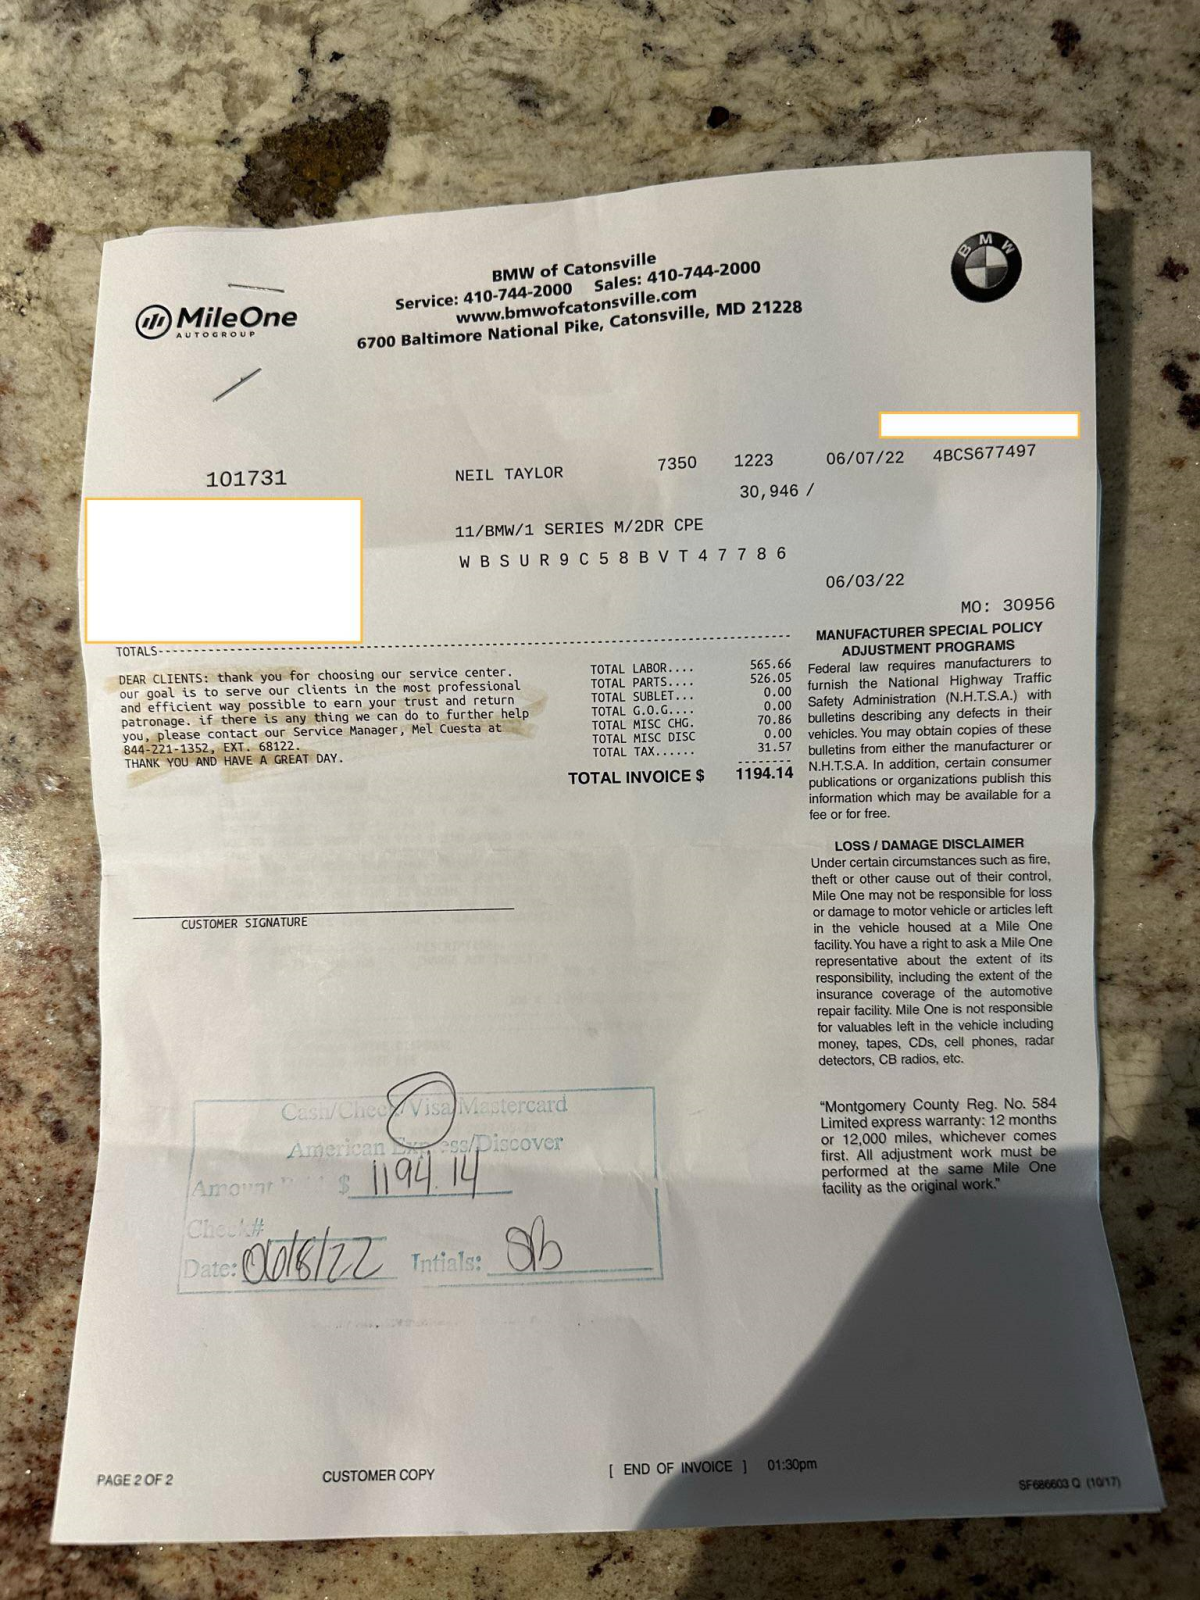 BMW of Catonsville
Service: 410-744-2000 Sales: 410-744-2000
www.bmwofcatonsville.com
6700 Baltimore National Pike, Catonsville, MD 21228
MileOne
AUTOGROUP
BMW
101731
NEIL TAYLOR 7350 1223 06/07/22 4BCS677497
30,946 /
11/BMW/1 SERIES M/2DR CPE
W B S U R 9 C 5 8 B V T 4 7 7 8 6
06/03/22
MO: 30956
TOTALS
DEAR CLIENTS: thank you for choosing our service center.
our goal is to serve our clients in the most professional
and efficient way possible to earn your trust and return
patronage. if there is any thing we can do to further help
you, please contact our Service Manager, Mel Cuesta at
844-221-1352, EXT. 68122.
THANK YOU AND HAVE A GREAT DAY.
TOTAL LABOR.... 565.66
TOTAL PARTS.... 526.05
TOTAL SUBLET... 0.00
TOTAL G.O.G.... 0.00
TOTAL MISC CHG. 70.86
TOTAL MISC DISC 0.00
TOTAL TAX...... 31.57
TOTAL INVOICE $ 1194.14
MANUFACTURER SPECIAL POLICY
ADJUSTMENT PROGRAMS
Federal law requires manufacturers to
furnish the National Highway Traffic
Safety Administration (N.H.T.S.A.) with
bulletins describing any defects in their
vehicles. You may obtain copies of these
bulletins from either the manufacturer or
N.H.T.S.A. In addition, certain consumer
publications or organizations publish this
information which may be available for a
fee or for free.
LOSS / DAMAGE DISCLAIMER
Under certain circumstances such as fire,
theft or other cause out of their control,
Mile One may not be responsible for loss
or damage to motor vehicle or articles left
in the vehicle housed at a Mile One
facility. You have a right to ask a Mile One
representative about the extent of its
responsibility, including the extent of the
insurance coverage of the automotive
repair facility. Mile One is not responsible
for valuables left in the vehicle including
money, tapes, CDs, cell phones, radar
detectors, CB radios, etc.
"Montgomery County Reg. No. 584
Limited express warranty: 12 months
or 12,000 miles, whichever comes
first. All adjustment work must be
performed at the same Mile One
facility as the original work."
CUSTOMER SIGNATURE
Cash/Check/Visa/Mastercard
American Express/Discover
Amount $ 1194.14
Check#
Date: 06/8/22 Intials: SB
PAGE 2 OF 2
CUSTOMER COPY
[ END OF INVOICE ] 01:30pm
SF686603 Q (10/17)